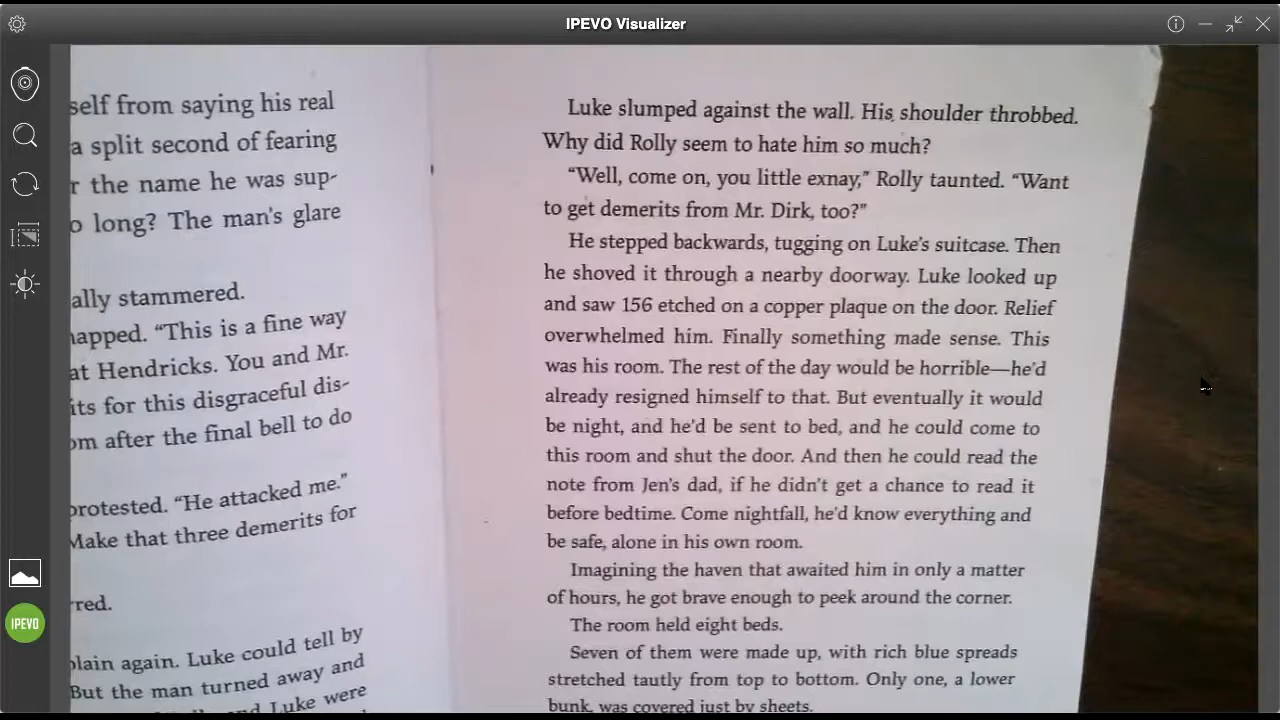 IPEVO Visualizer
self from saying his real
a split second of fearing
r the name he was sup-
o long? The man's glare
ally stammered.
napped. “This is a fine way
at Hendricks. You and Mr.
its for this disgraceful dis-
om after the final bell to do
protested. “He attacked me.”
Make that three demerits for
rred.
plain again. Luke could tell by
But the man turned away and
Luke were
Luke slumped against the wall. His shoulder throbbed.
Why did Rolly seem to hate him so much?
“Well, come on, you little exnay,” Rolly taunted. “Want
to get demerits from Mr. Dirk, too?”
He stepped backwards, tugging on Luke's suitcase. Then
he shoved it through a nearby doorway. Luke looked up
and saw 156 etched on a copper plaque on the door. Relief
overwhelmed him. Finally something made sense. This
was his room. The rest of the day would be horrible—he'd
already resigned himself to that. But eventually it would
be night, and he'd be sent to bed, and he could come to
this room and shut the door. And then he could read the
note from Jen's dad, if he didn't get a chance to read it
before bedtime. Come nightfall, he'd know everything and
be safe, alone in his own room.
Imagining the haven that awaited him in only a matter
of hours, he got brave enough to peek around the corner.
The room held eight beds.
Seven of them were made up, with rich blue spreads
stretched tautly from top to bottom. Only one, a lower
bunk, was covered just by sheets.
IPEVO